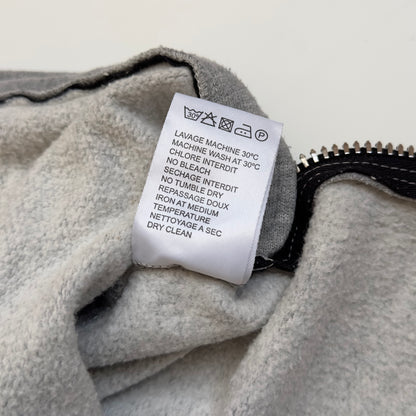 30° P
LAVAGE MACHINE 30°C
MACHINE WASH AT 30°C
CHLORE INTERDIT
NO BLEACH
SECHAGE INTERDIT
NO TUMBLE DRY
REPASSAGE DOUX
IRON AT MEDIUM
TEMPERATURE
NETTOYAGE A SEC
DRY CLEAN